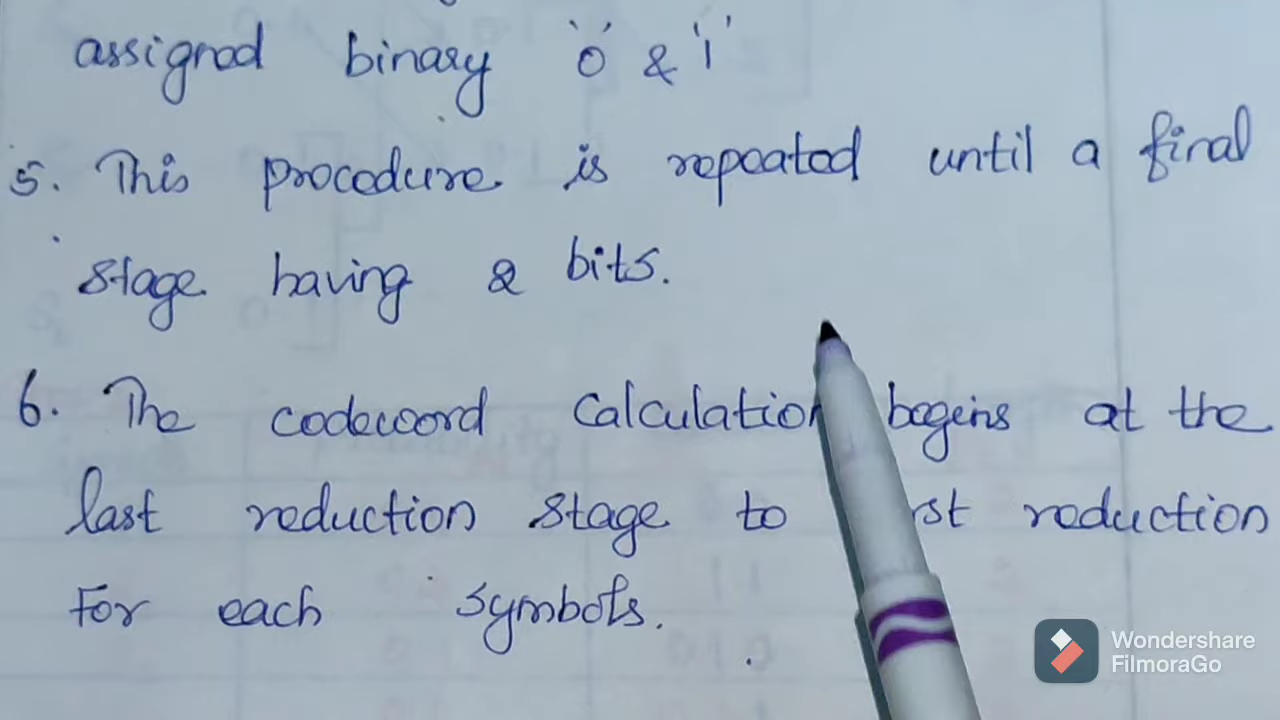 assigned binary '0' & '1'
5. This procedure is repeated until a final
stage having 2 bits.
6. The codeword calculation begins at the
last reduction stage to reduction
For each symbols.
Wondershare
FilmoraGo